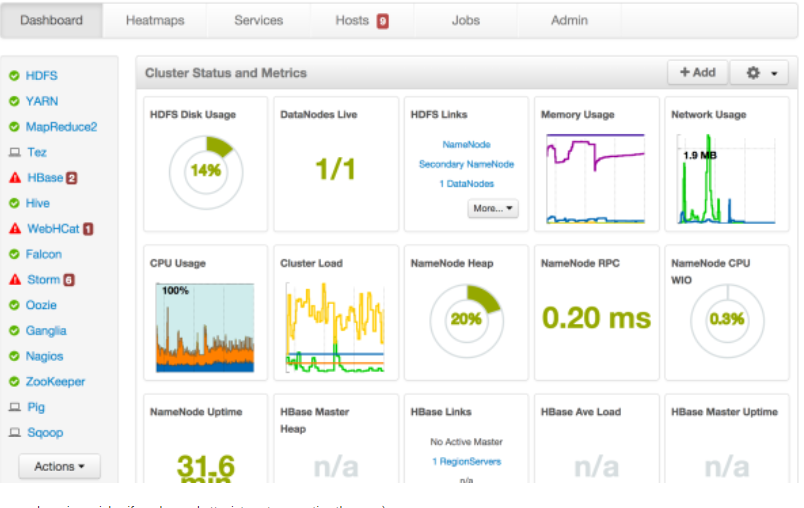 Dashboard
Heatmaps
Services
Hosts 9
Jobs
Admin
HDFS
YARN
MapReduce2
Tez
HBase 2
Hive
WebHCat 1
Falcon
Storm 6
Oozie
Ganglia
Nagios
ZooKeeper
Pig
Sqoop
Actions
Cluster Status and Metrics
+ Add
HDFS Disk Usage
14%
DataNodes Live
1/1
HDFS Links
NameNode
Secondary NameNode
1 DataNodes
More...
Memory Usage
Network Usage
1.9 MB
CPU Usage
100%
Cluster Load
NameNode Heap
20%
NameNode RPC
0.20 ms
NameNode CPU
WIO
0.3%
NameNode Uptime
31.6
min
HBase Master
Heap
n/a
HBase Links
No Active Master
1 RegionServers
n/a
HBase Ave Load
n/a
HBase Master Uptime
n/a